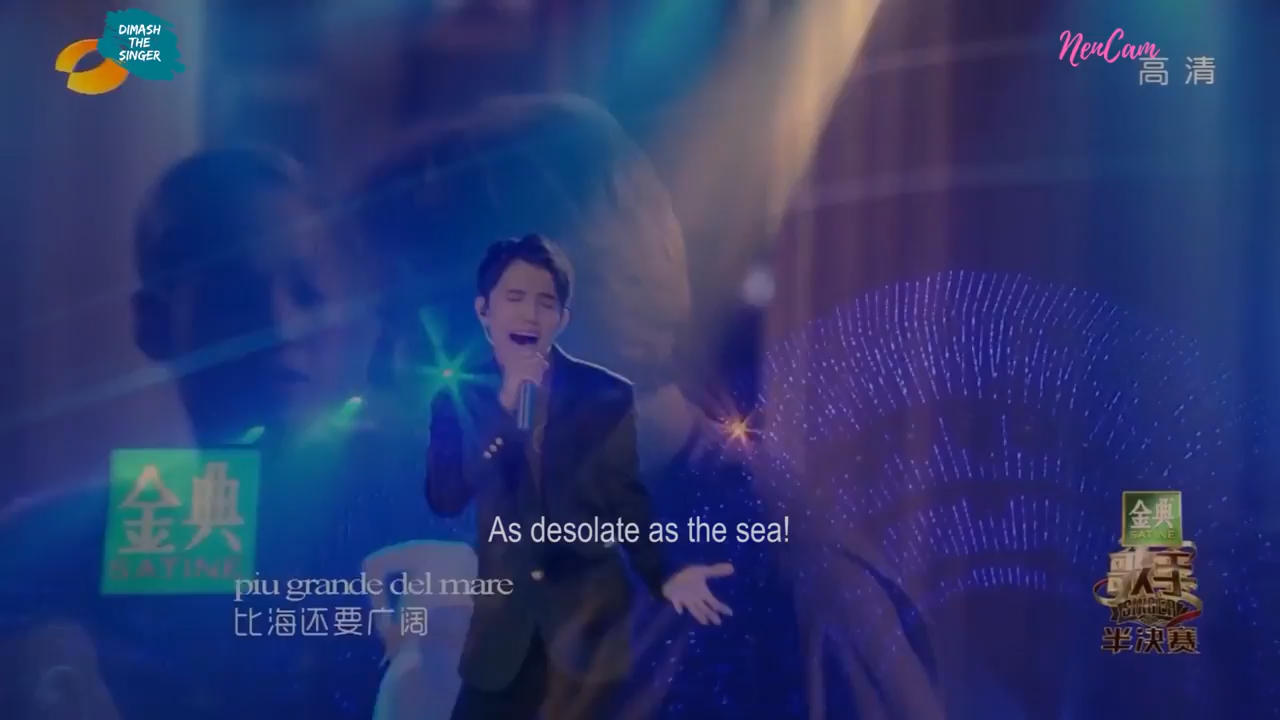 DIMASH
THE
SINGER
NenCam
高清
金典
SATINE
金典
SATINE
歌手
SINGER
半决赛
As desolate as the sea!
piu grande del mare
比海还要广阔